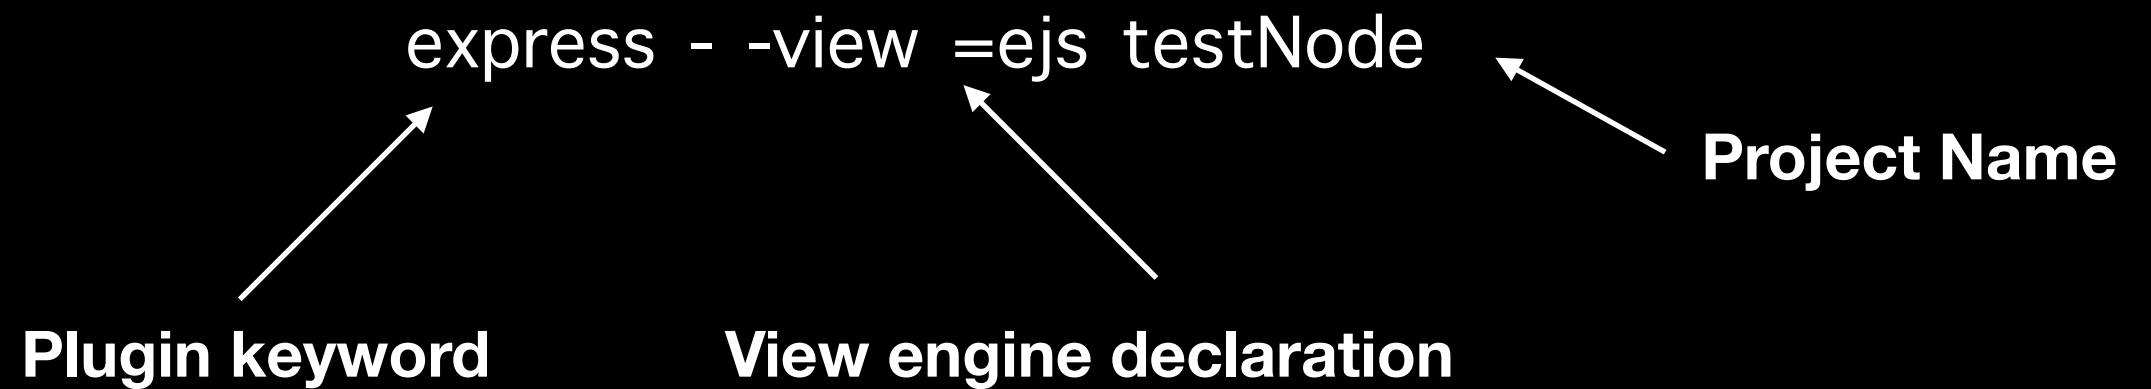 express - -view =ejs testNode
Project Name
Plugin keyword
View engine declaration